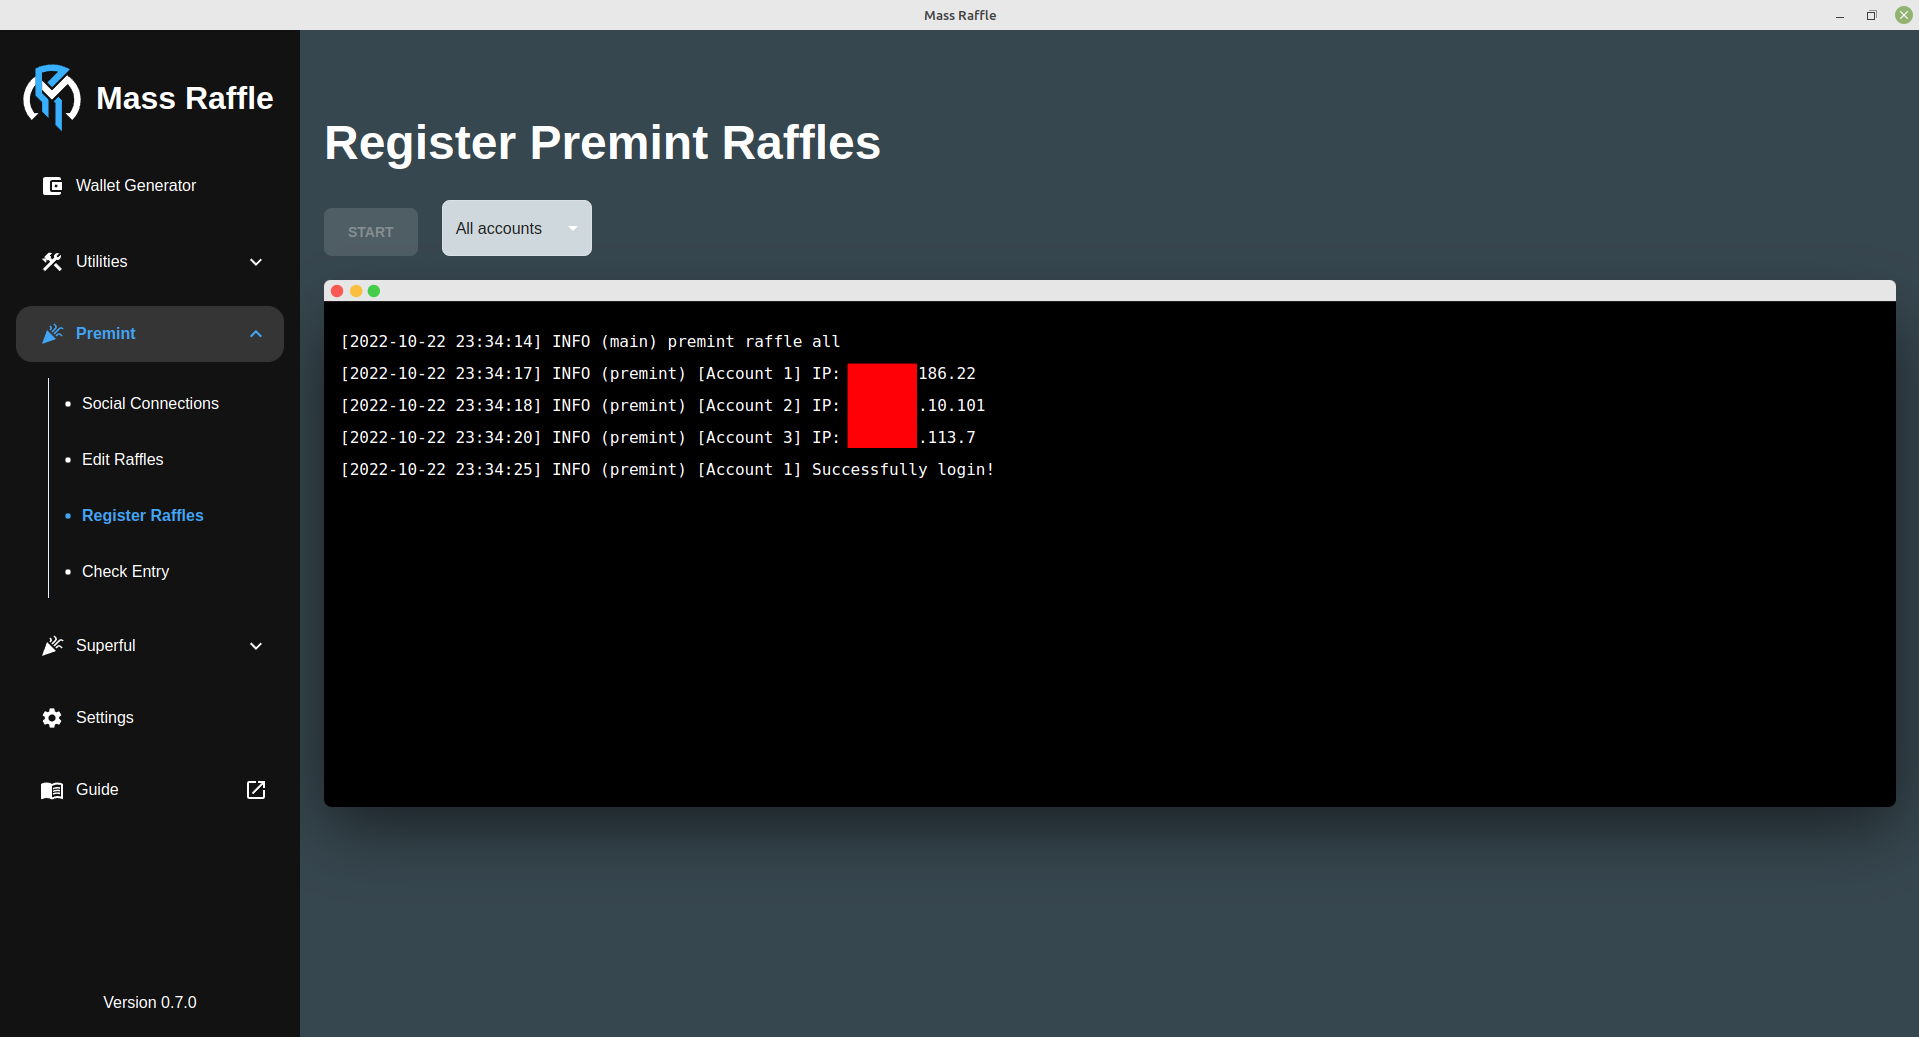 Mass Raffle
Mass Raffle
Wallet Generator
Utilities
Premint
Social Connections
Edit Raffles
Register Raffles
Check Entry
Superful
Settings
Guide
Version 0.7.0
Register Premint Raffles
START
All accounts
[2022-10-22 23:34:14] INFO (main) premint raffle all
[2022-10-22 23:34:17] INFO (premint) [Account 1] IP: 186.22
[2022-10-22 23:34:18] INFO (premint) [Account 2] IP: .10.101
[2022-10-22 23:34:20] INFO (premint) [Account 3] IP: .113.7
[2022-10-22 23:34:25] INFO (premint) [Account 1] Successfully login!